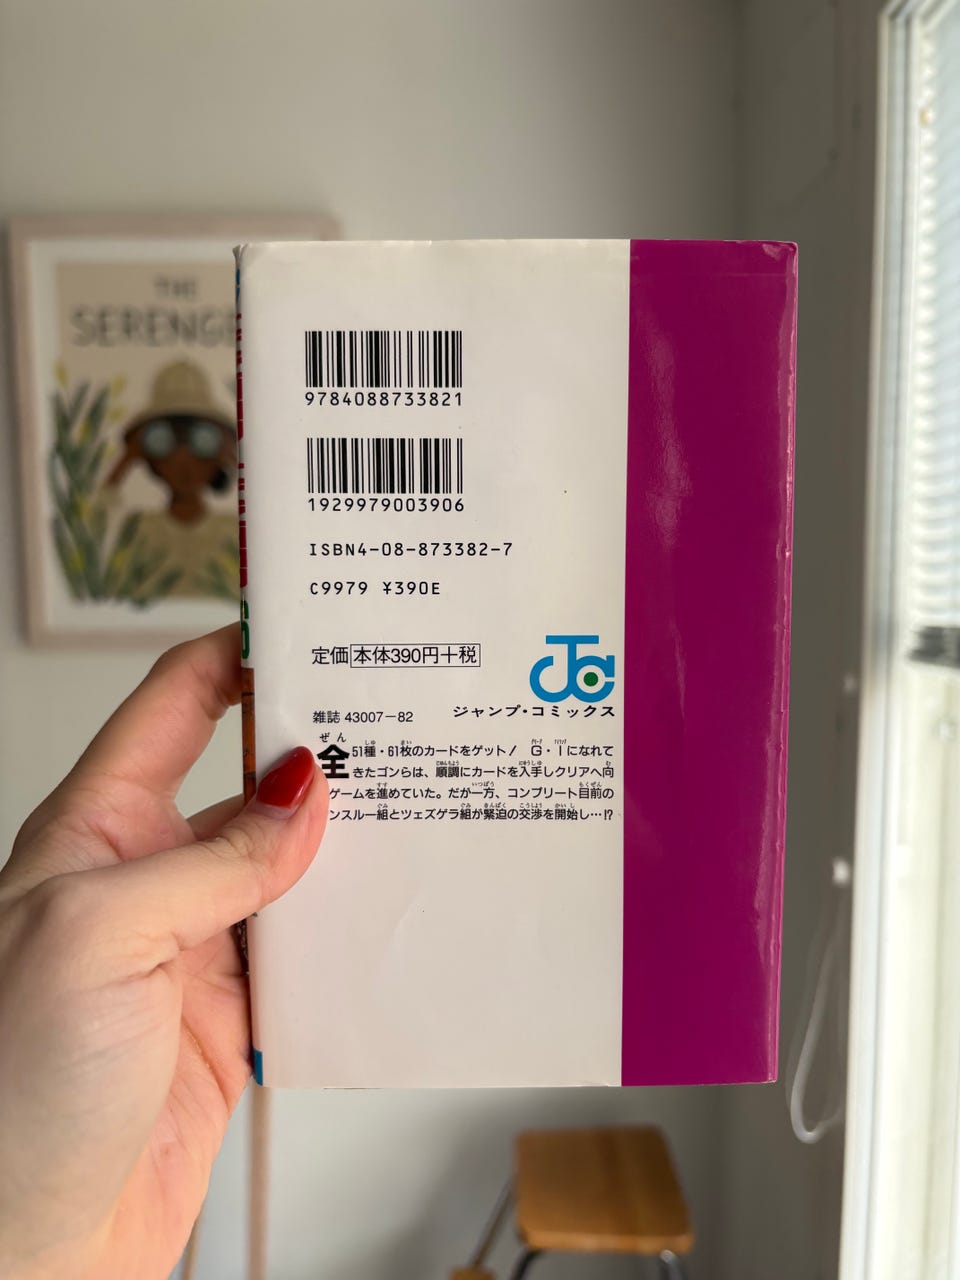 THE
SERENGE
9784088733821
1929979003906
ISBN4-08-873382-7
C9979 ¥390E
定価本体390円+税
ジャンプ・コミックス
雑誌 43007-82
全51種・61枚のカードをゲット! G・Iになれて
きたゴンらは、順調にカードを入手しクリアへ向
ゲームを進めていた。だが一方、コンプリート目前の
ンスルー組とツェズゲラ組が緊迫の交渉を開始し…!?